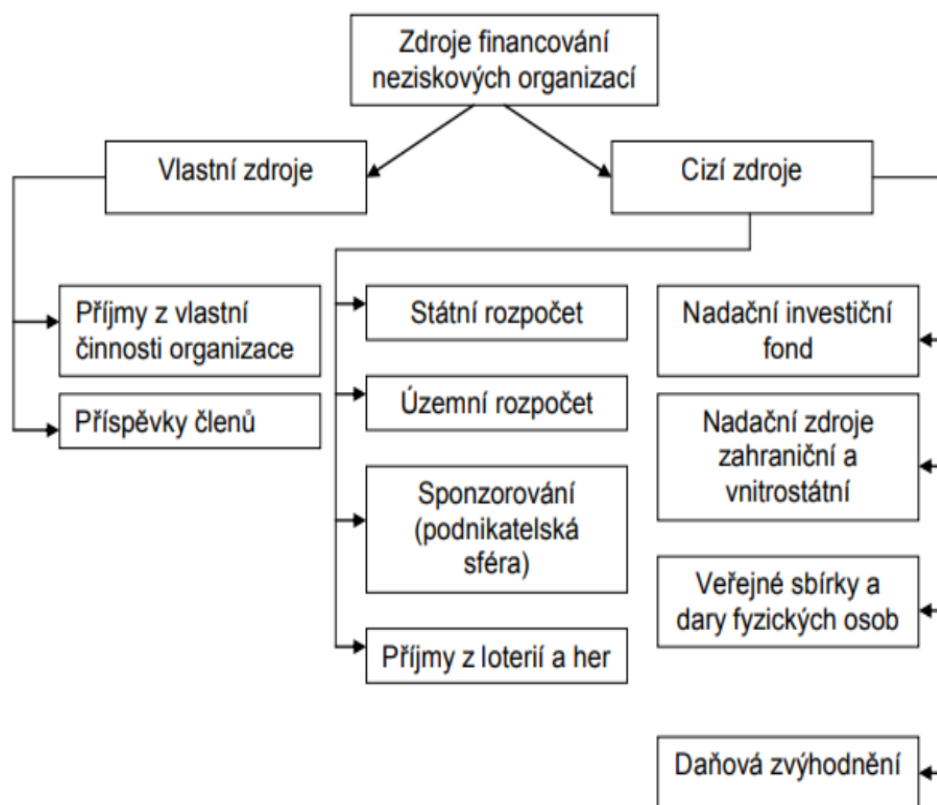 Zdroje financování
neziskových organizací
Vlastní zdroje
Cizí zdroje
Příjmy z vlastní
činnosti organizace
Příspěvky členů
Státní rozpočet
Územní rozpočet
Sponzorování
(podnikatelská
sféra)
Příjmy z loterií a her
Nadační investiční
fond
Nadační zdroje
zahraniční a
vnitrostátní
Veřejné sbírky a
dary fyzických osob
Daňová zvýhodnění